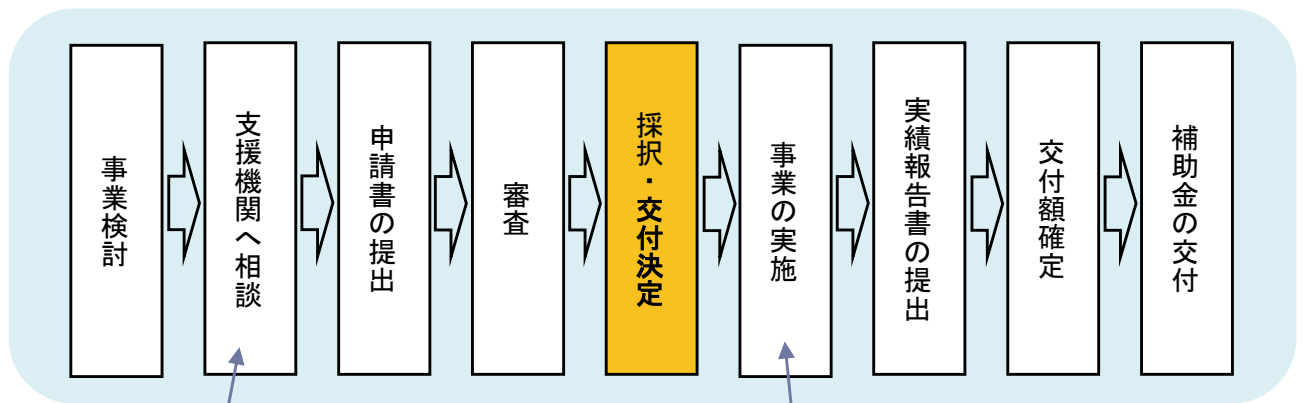 事業検討
支援機関へ相談
申請書の提出
審査
採択・交付決定
事業の実施
実績報告書の提出
交付額確定
補助金の交付